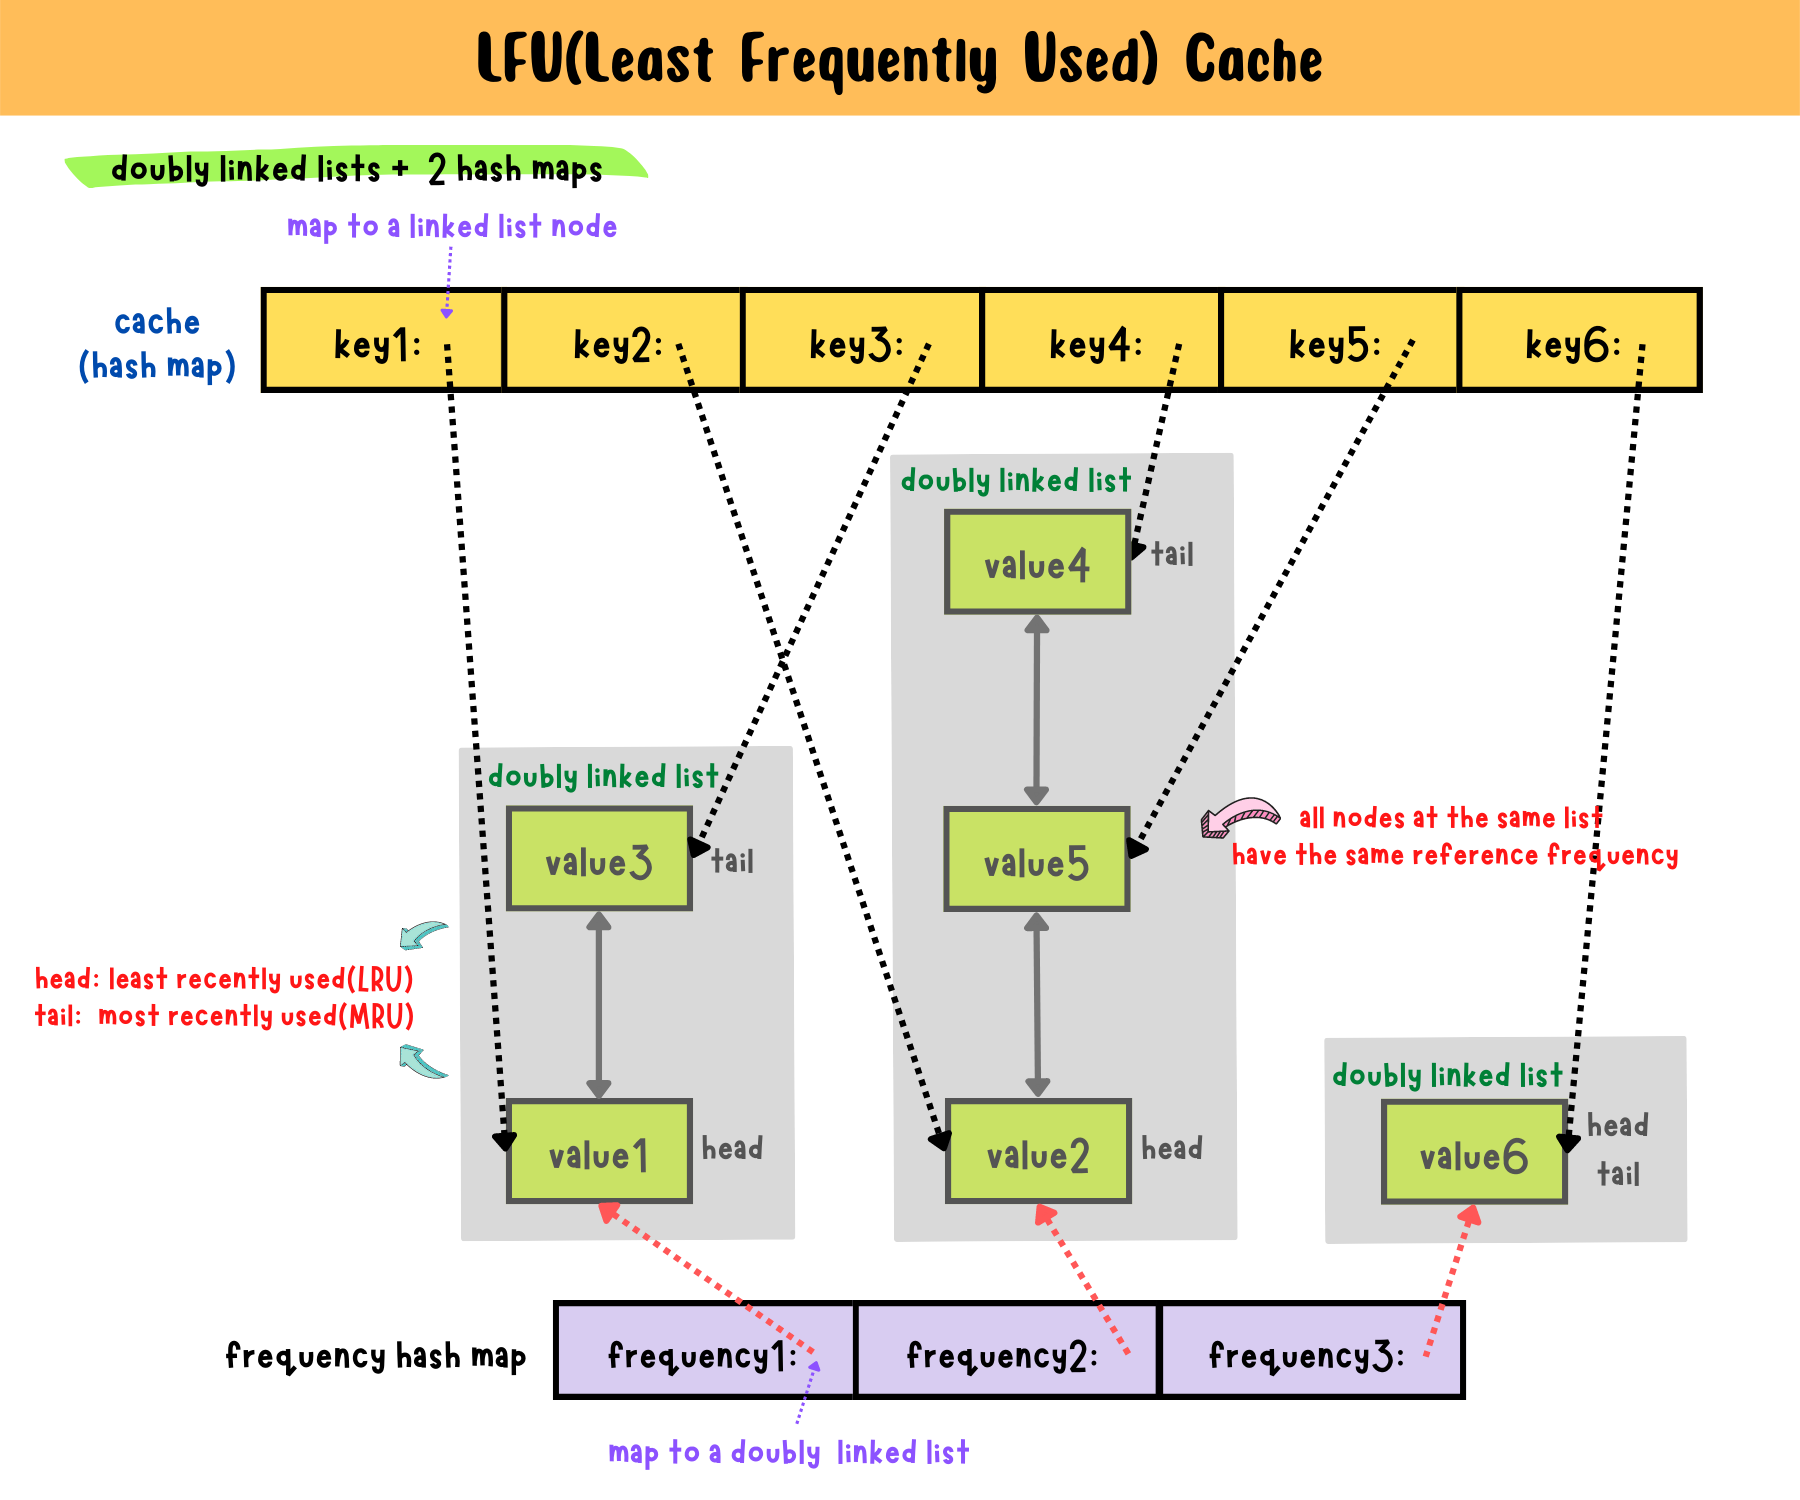 LFU(Least Frequently Used) Cache
doubly linked lists + 2 hash maps
map to a linked list node
cache
(hash map)
key1:
key2:
key3:
key4:
key5:
key6:
doubly linked list
value4
tail
doubly linked list
value3
tail
value5
all nodes at the same list
have the same reference frequency
head: least recently used(LRU)
tail: most recently used(MRU)
doubly linked list
value1
head
value2
head
value6
head
tail
frequency hash map
frequency1:
frequency2:
frequency3:
map to a doubly linked list